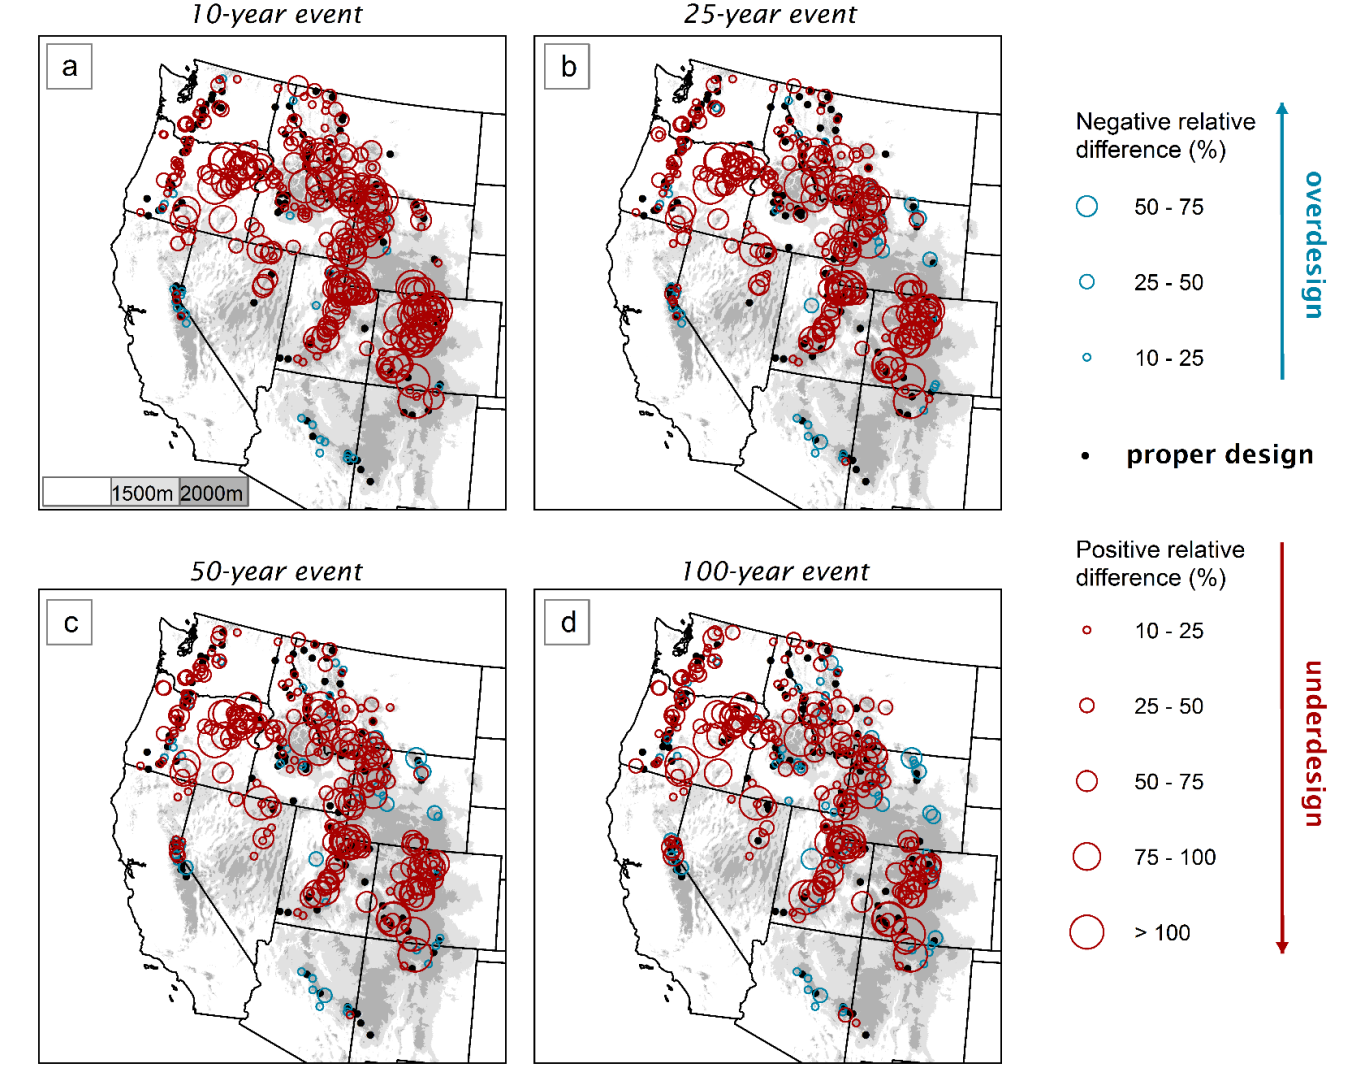 10-year event
25-year event
a
b
1500m 2000m
50-year event
100-year event
c
d
Negative relative
difference (%)
50 - 75
25 - 50
10 - 25
overdesign
proper design
Positive relative
difference (%)
10 - 25
25 - 50
50 - 75
75 - 100
> 100
underdesign